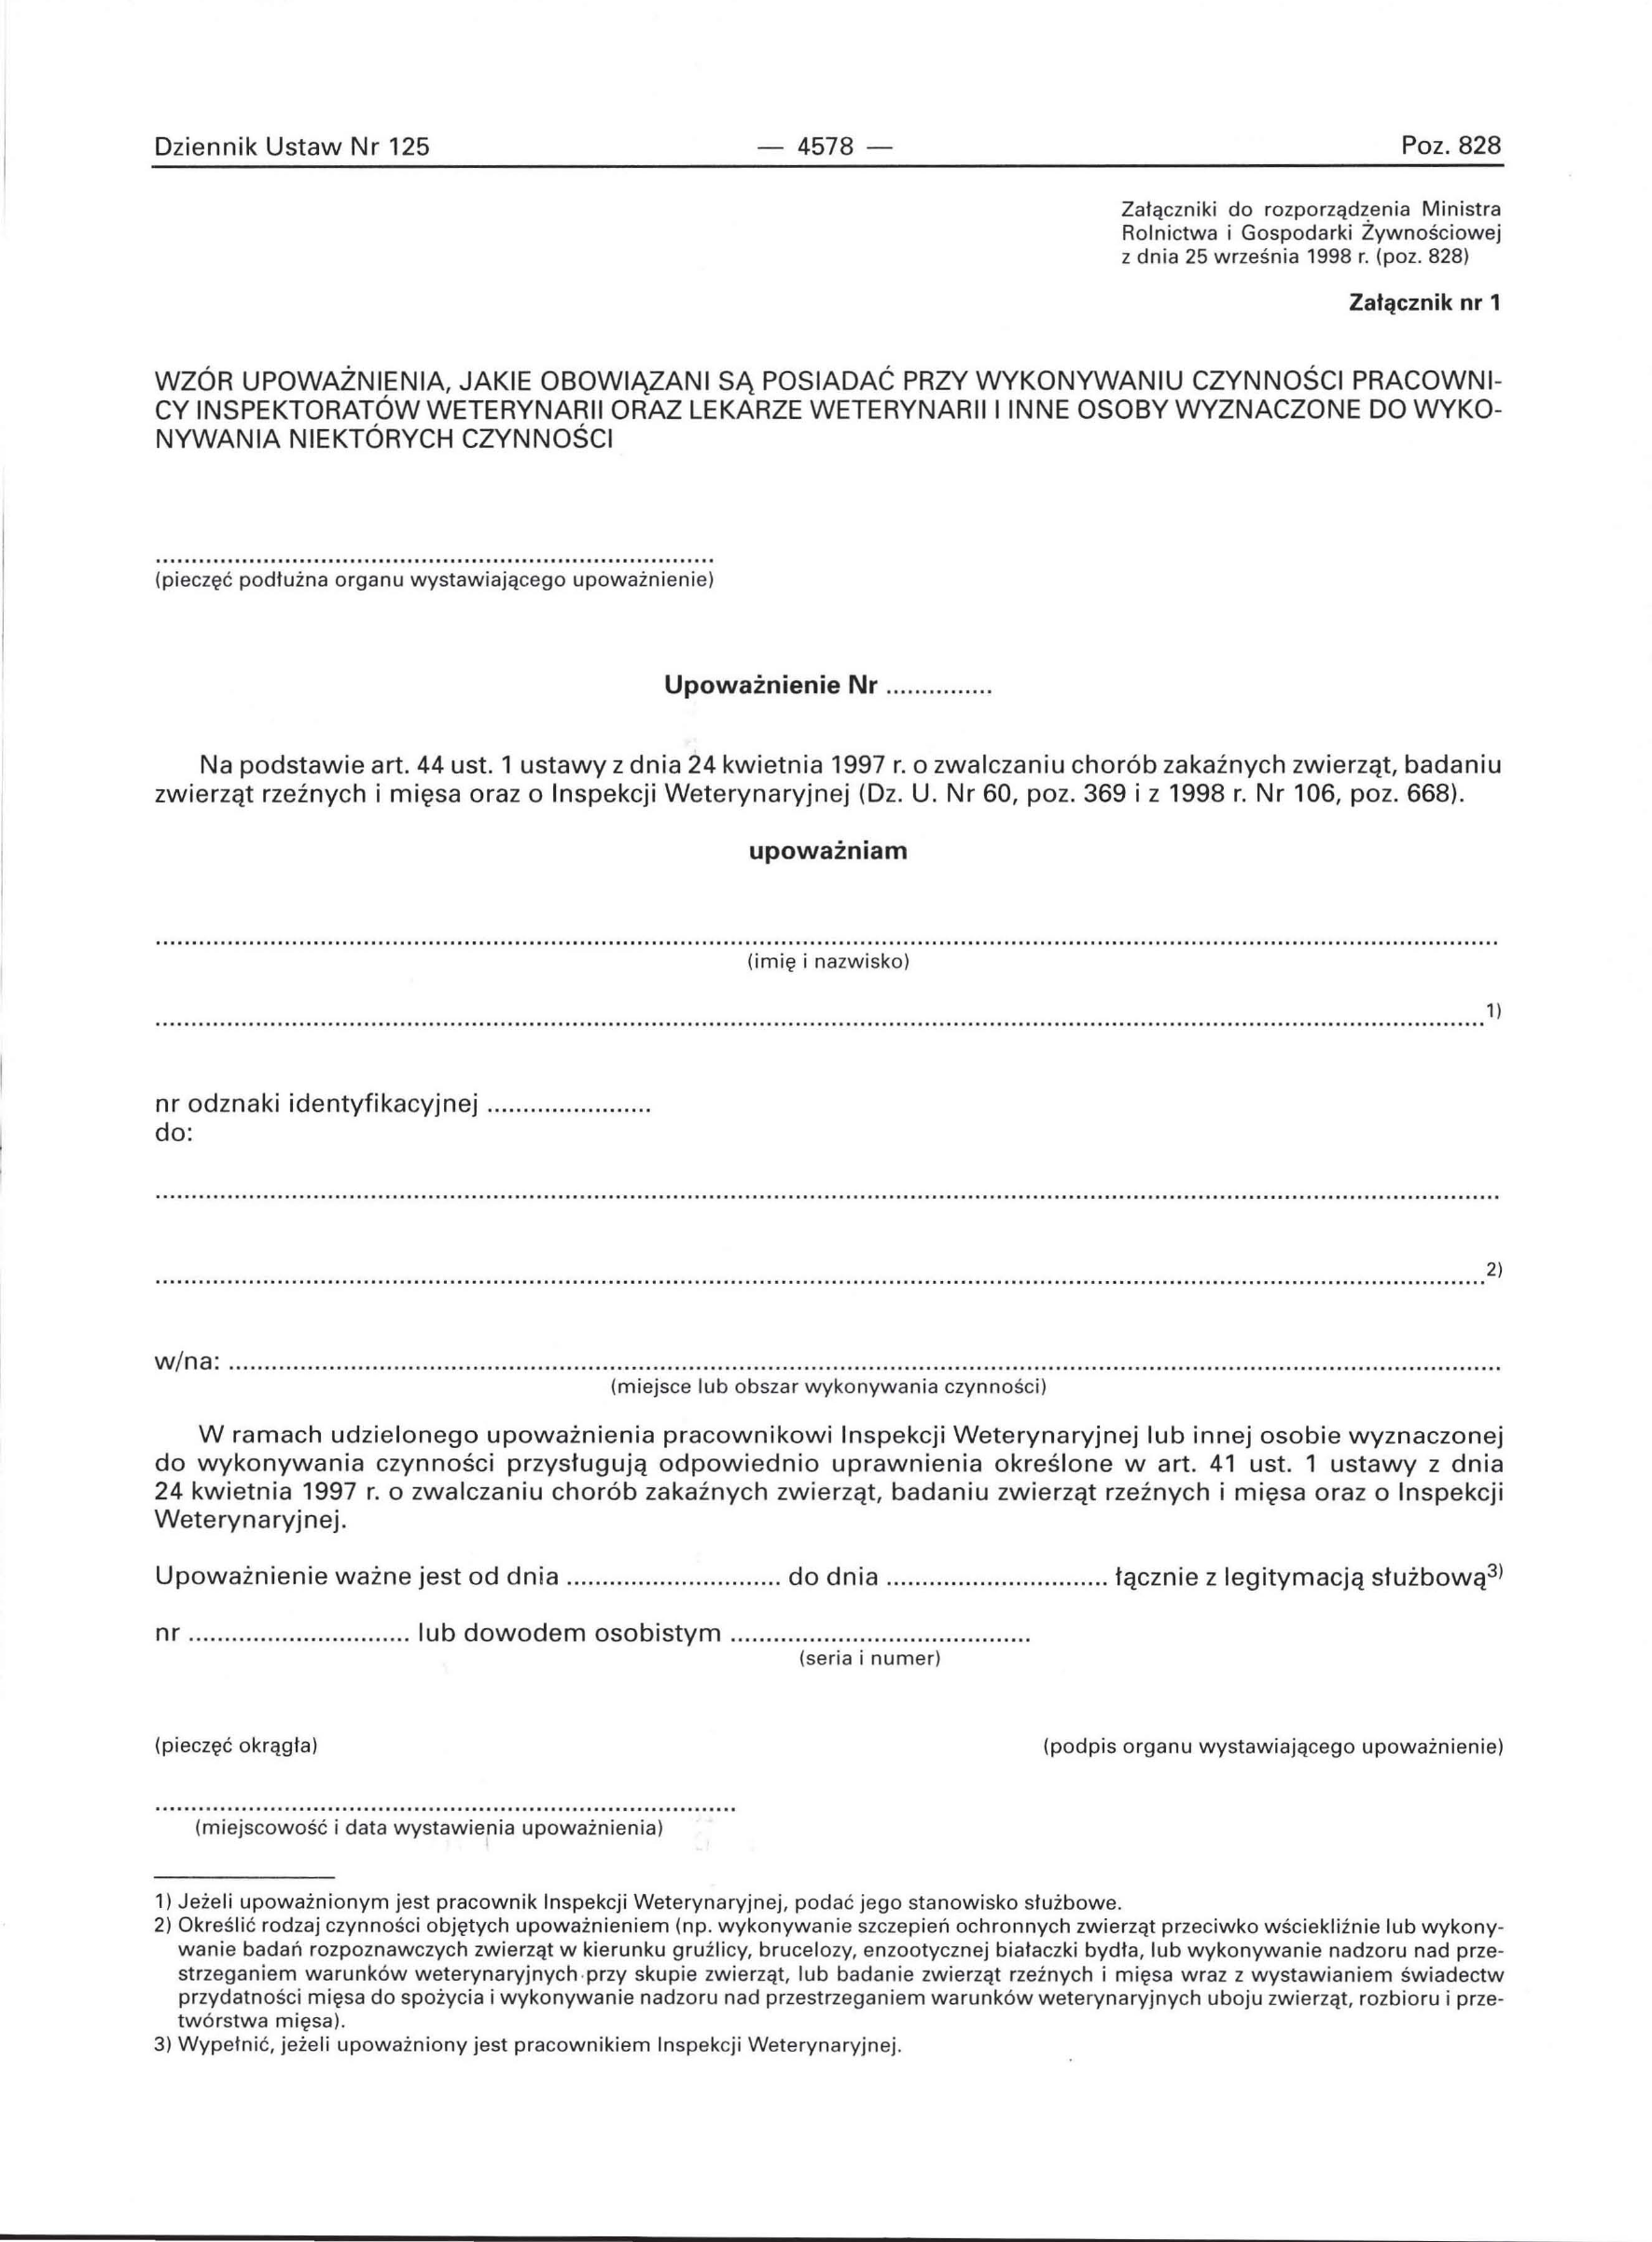 Dziennik Ustaw Nr 125 — 4578 — Poz. 828
Załączniki do rozporządzenia Ministra
Rolnictwa i Gospodarki Żywnościowej
z dnia 25 września 1998 r. (poz. 828)
Załącznik nr 1
WZÓR UPOWAŻNIENIA, JAKIE OBOWIĄZANI SĄ POSIADAĆ PRZY WYKONYWANIU CZYNNOŚCI PRACOWNI-
CY INSPEKTORATÓW WETERYNARII ORAZ LEKARZE WETERYNARII I INNE OSOBY WYZNACZONE DO WYKO-
NYWANIA NIEKTÓRYCH CZYNNOŚCI
..............................................................................
(pieczęć podłużna organu wystawiającego upoważnienie)
Upoważnienie Nr ...............
Na podstawie art. 44 ust. 1 ustawy z dnia 24 kwietnia 1997 r. o zwalczaniu chorób zakaźnych zwierząt, badaniu
zwierząt rzeźnych i mięsa oraz o Inspekcji Weterynaryjnej (Dz. U. Nr 60, poz. 369 i z 1998 r. Nr 106, poz. 668).
upoważniam
..............................................................................
(imię i nazwisko)
..............................................................................1)
nr odznaki identyfikacyjnej .......................
do:
..............................................................................
..............................................................................2)
w/na: ..............................................................................
(miejsce lub obszar wykonywania czynności)
W ramach udzielonego upoważnienia pracownikowi Inspekcji Weterynaryjnej lub innej osobie wyznaczonej
do wykonywania czynności przysługują odpowiednio uprawnienia określone w art. 41 ust. 1 ustawy z dnia
24 kwietnia 1997 r. o zwalczaniu chorób zakaźnych zwierząt, badaniu zwierząt rzeźnych i mięsa oraz o Inspekcji
Weterynaryjnej.
Upoważnienie ważne jest od dnia .............................. do dnia ............................... łącznie z legitymacją służbową3)
nr ............................... lub dowodem osobistym ..........................................
(seria i numer)
(pieczęć okrągła) (podpis organu wystawiającego upoważnienie)
..............................................................................
(miejscowość i data wystawienia upoważnienia)
1) Jeżeli upoważnionym jest pracownik Inspekcji Weterynaryjnej, podać jego stanowisko służbowe.
2) Określić rodzaj czynności objętych upoważnieniem (np. wykonywanie szczepień ochronnych zwierząt przeciwko wściekliźnie lub wykony-
wanie badań rozpoznawczych zwierząt w kierunku gruźlicy, brucelozy, enzootycznej białaczki bydła, lub wykonywanie nadzoru nad prze-
strzeganiem warunków weterynaryjnych przy skupie zwierząt, lub badanie zwierząt rzeźnych i mięsa wraz z wystawianiem świadectw
przydatności mięsa do spożycia i wykonywanie nadzoru nad przestrzeganiem warunków weterynaryjnych uboju zwierząt, rozbioru i prze-
twórstwa mięsa).
3) Wypełnić, jeżeli upoważniony jest pracownikiem Inspekcji Weterynaryjnej.